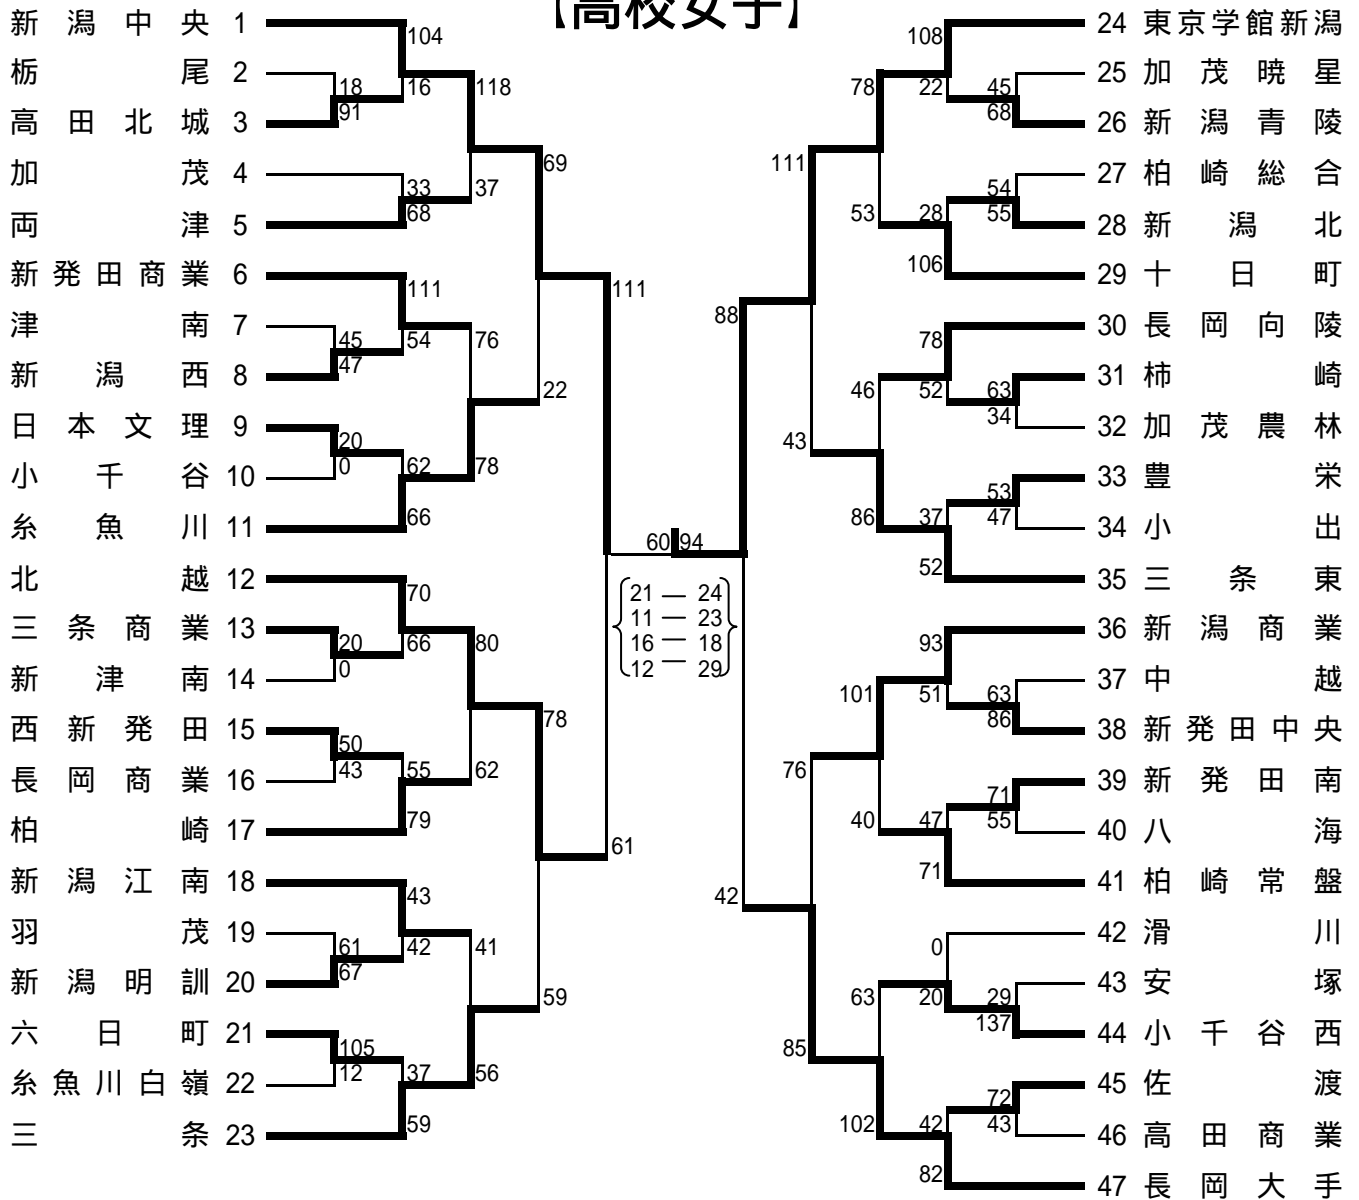 【高校女子】
新潟中央 1
栃尾 2
高田北城 3
加茂 4
両津 5
新発田商業 6
津南 7
新潟西 8
日本文理 9
小千谷 10
糸魚川 11
北越 12
三条商業 13
新津南 14
西新発田 15
長岡商業 16
柏崎 17
新潟江南 18
羽茂 19
新潟明訓 20
六日町 21
糸魚川白嶺 22
三条 23
104
18
16
91
33
68
111
45
54
47
20
0
62
66
70
20
66
0
50
43
55
79
43
61
42
67
105
12
37
59
118
37
76
78
80
62
41
56
69
22
78
59
111
61
60 94
21 — 24
11 — 23
16 — 18
12 — 29
88
42
111
43
76
85
78
53
46
86
101
40
63
102
108
22
45
68
54
28
55
106
78
52
63
34
53
37
47
52
93
51
63
86
71
47
55
71
0
20
29
137
72
42
43
82
24 東京学館新潟
25 加茂暁星
26 新潟青陵
27 柏崎総合
28 新潟北
29 十日町
30 長岡向陵
31 柿崎
32 加茂農林
33 豊栄
34 小出
35 三条東
36 新潟商業
37 中越
38 新発田中央
39 新発田南
40 八海
41 柏崎常盤
42 滑川
43 安塚
44 小千谷西
45 佐渡
46 高田商業
47 長岡大手